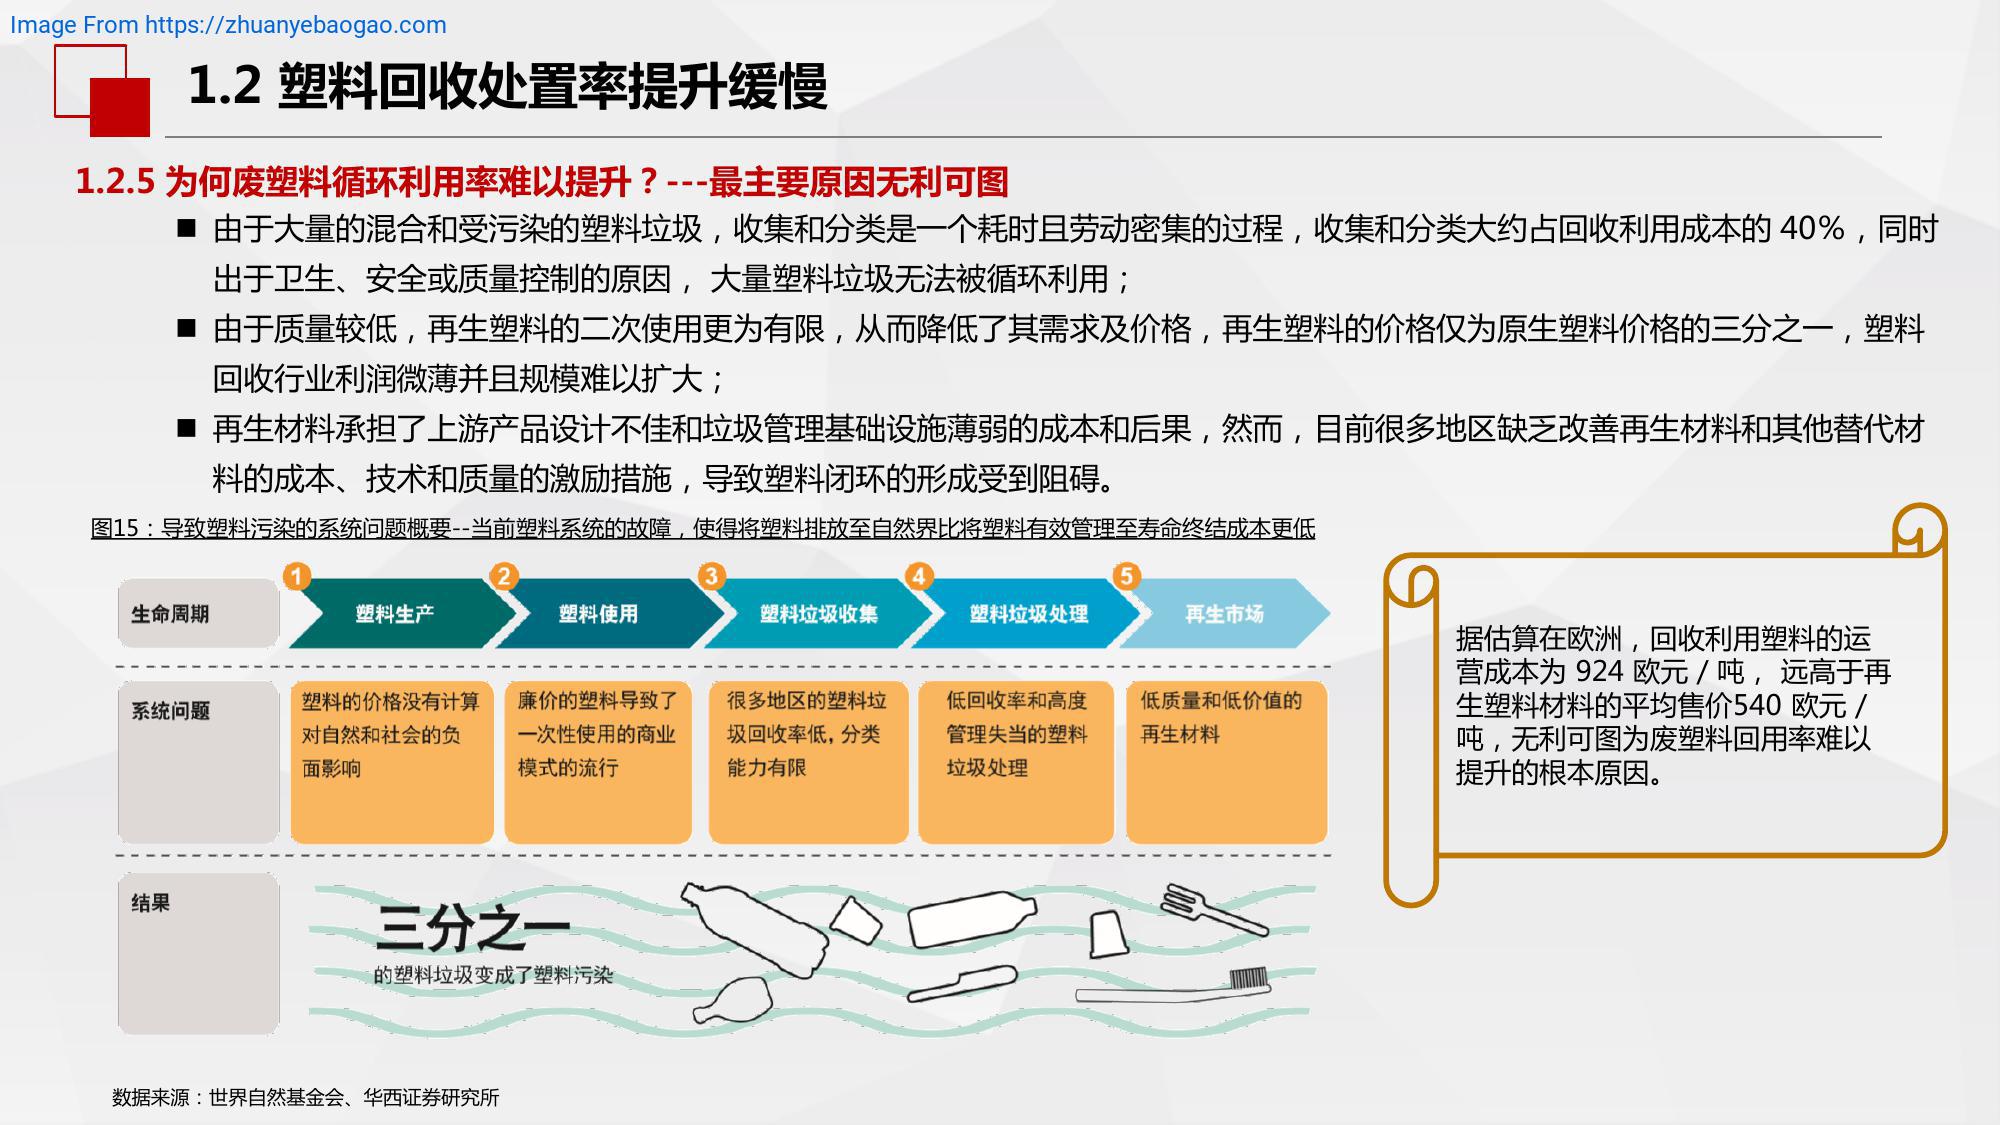 Image From https://zhuanyebaogao.com
1.2 塑料回收处置率提升缓慢
1.2.5 为何废塑料循环利用率难以提升？---最主要原因无利可图
■ 由于大量的混合和受污染的塑料垃圾，收集和分类是一个耗时且劳动密集的过程，收集和分类大约占回收利用成本的 40%，同时
出于卫生、安全或质量控制的原因， 大量塑料垃圾无法被循环利用；
■ 由于质量较低，再生塑料的二次使用更为有限，从而降低了其需求及价格，再生塑料的价格仅为原生塑料价格的三分之一，塑料
回收行业利润微薄并且规模难以扩大；
■ 再生材料承担了上游产品设计不佳和垃圾管理基础设施薄弱的成本和后果，然而，目前很多地区缺乏改善再生材料和其他替代材
料的成本、技术和质量的激励措施，导致塑料闭环的形成受到阻碍。
图15：导致塑料污染的系统问题概要--当前塑料系统的故障，使得将塑料排放至自然界比将塑料有效管理至寿命终结成本更低
生命周期
1 塑料生产
2 塑料使用
3 塑料垃圾收集
4 塑料垃圾处理
5 再生市场
系统问题
塑料的价格没有计算
对自然和社会的负
面影响
廉价的塑料导致了
一次性使用的商业
模式的流行
很多地区的塑料垃
圾回收率低，分类
能力有限
低回收率和高度
管理失当的塑料
垃圾处理
低质量和低价值的
再生材料
结果
三分之一
的塑料垃圾变成了塑料污染
据估算在欧洲，回收利用塑料的运
营成本为 924 欧元 / 吨， 远高于再
生塑料材料的平均售价540 欧元 /
吨，无利可图为废塑料回用率难以
提升的根本原因。
数据来源：世界自然基金会、华西证券研究所